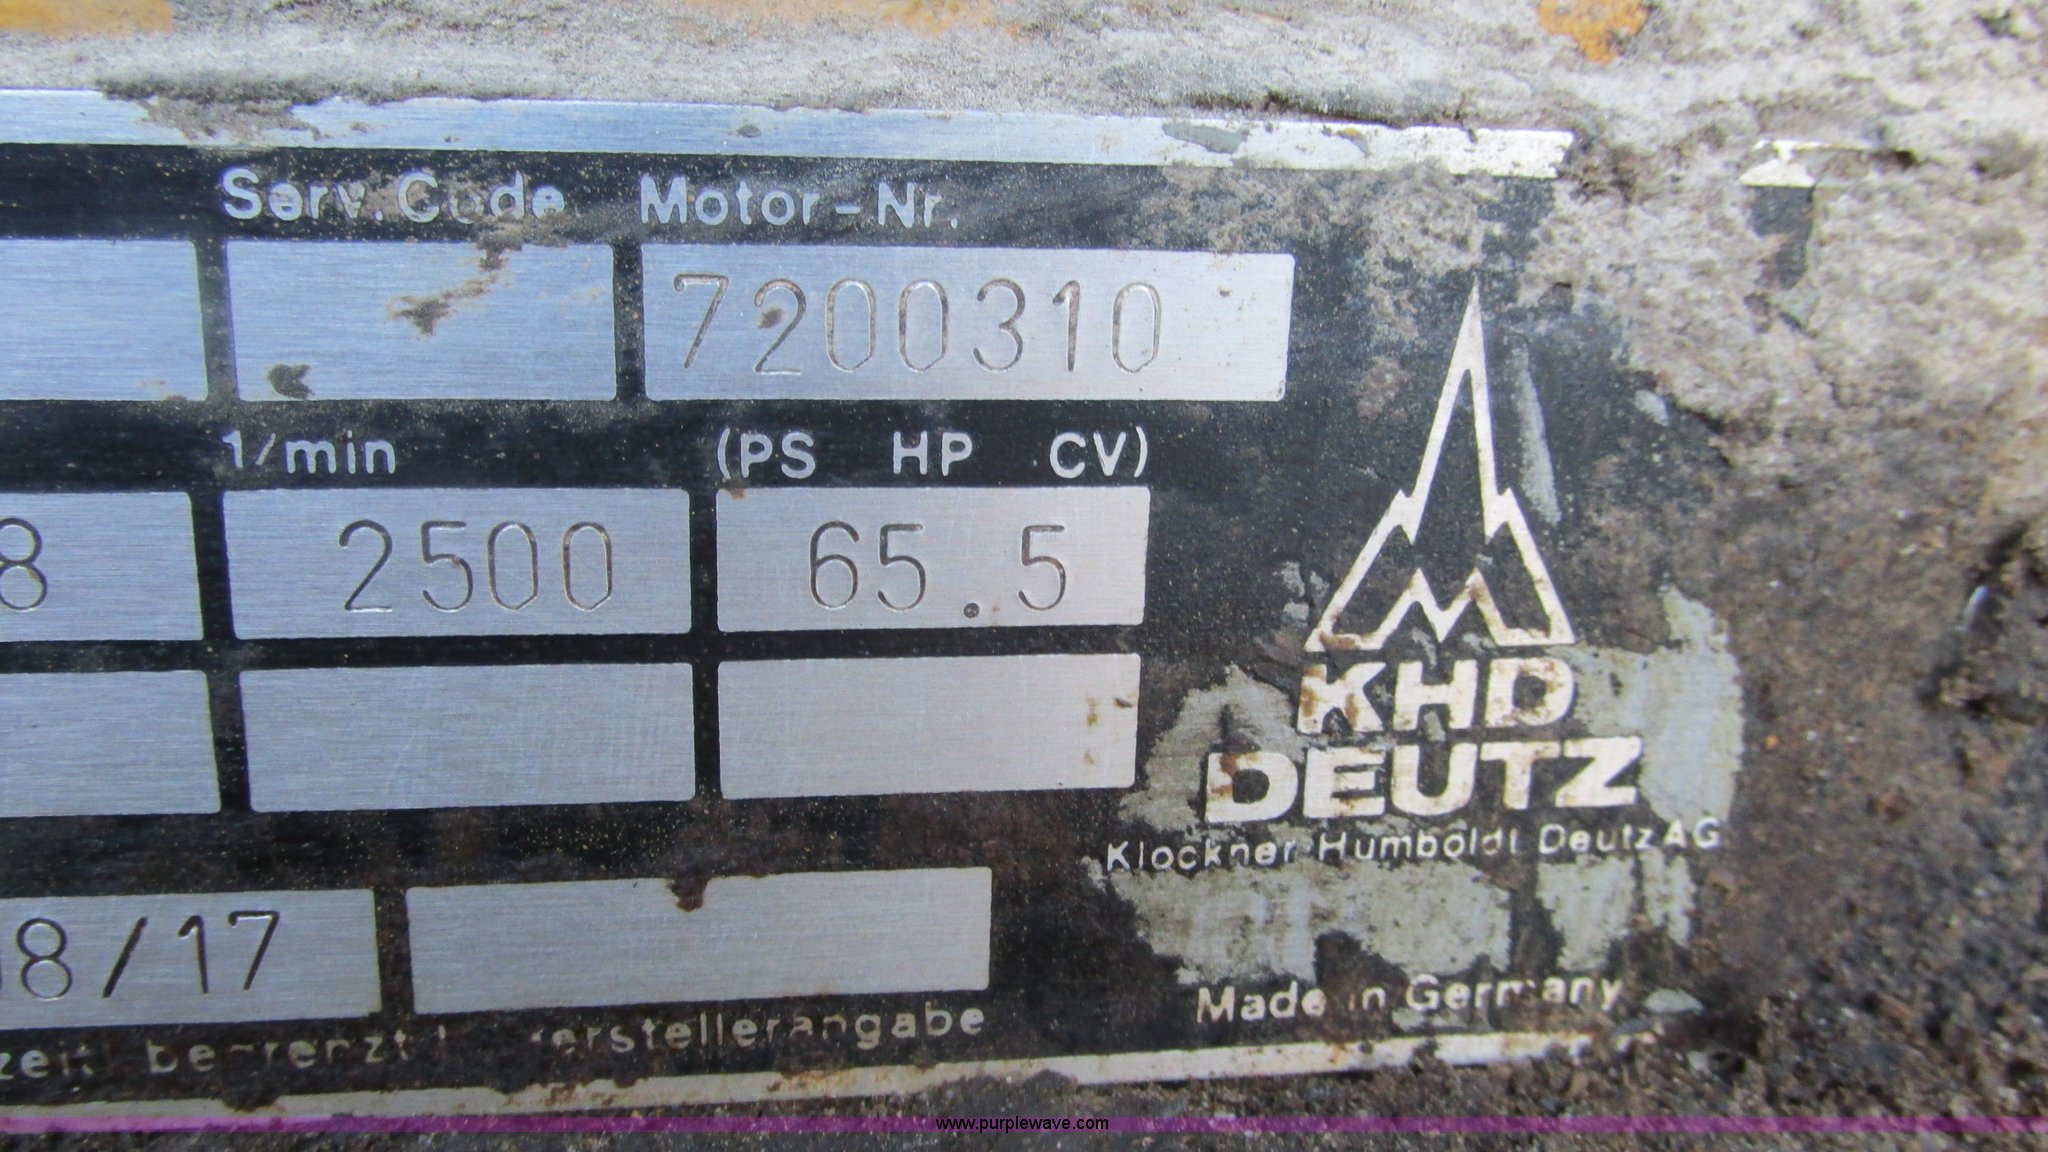 Serv. Code Motor-Nr.
7200310
1/min (PS HP CV)
8 2500 65.5
KHD
DEUTZ
Klockner Humboldt Deutz AG
8/17
Made in Germany
herstellerangabe
www.purplewave.com